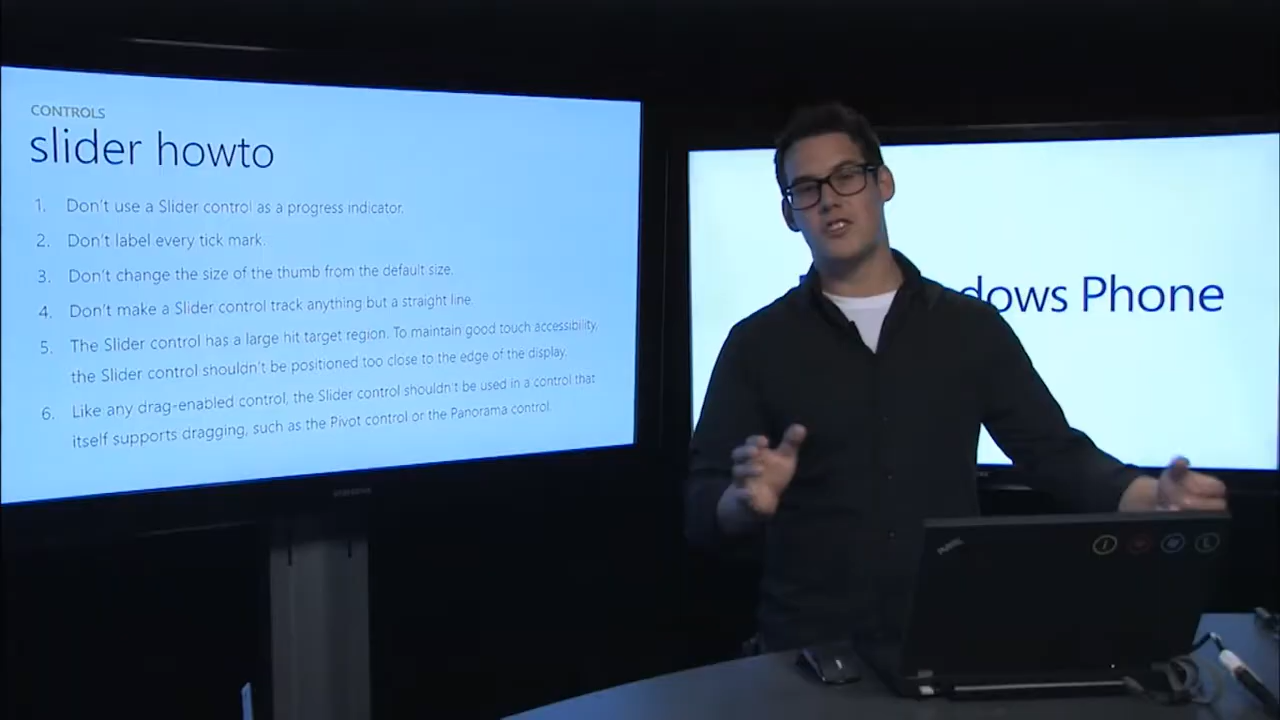 CONTROLS
slider howto
1. Don't use a Slider control as a progress indicator.
2. Don't label every tick mark.
3. Don't change the size of the thumb from the default size.
4. Don't make a Slider control track anything but a straight line.
5. The Slider control has a large hit target region. To maintain good touch accessibility,
the Slider control shouldn't be positioned too close to the edge of the display.
6. Like any drag-enabled control, the Slider control shouldn't be used in a control that
itself supports dragging, such as the Pivot control or the Panorama control.
dows Phone
SAMSUNG
ThinkPad